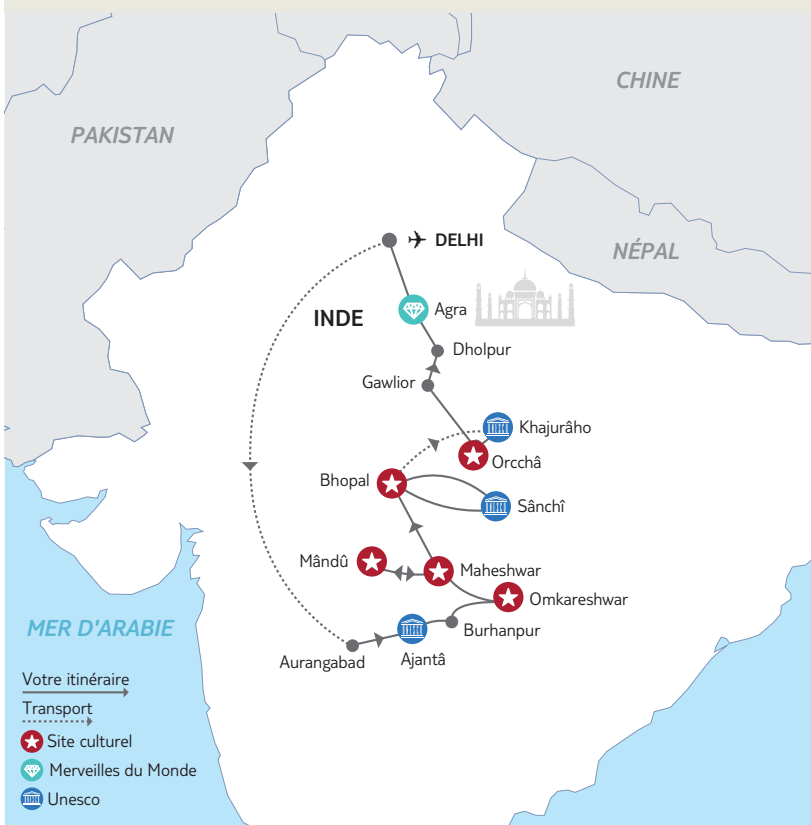 CHINE
PAKISTAN
NÉPAL
DELHI
INDE
Agra
Dholpur
Gawlior
Khajurâho
Orcchâ
Bhopal
Sânchî
Mândû
Maheshwar
Omkareshwar
MER D'ARABIE
Burhanpur
Aurangabad
Ajantâ
Votre itinéraire
Transport
Site culturel
Merveilles du Monde
Unesco